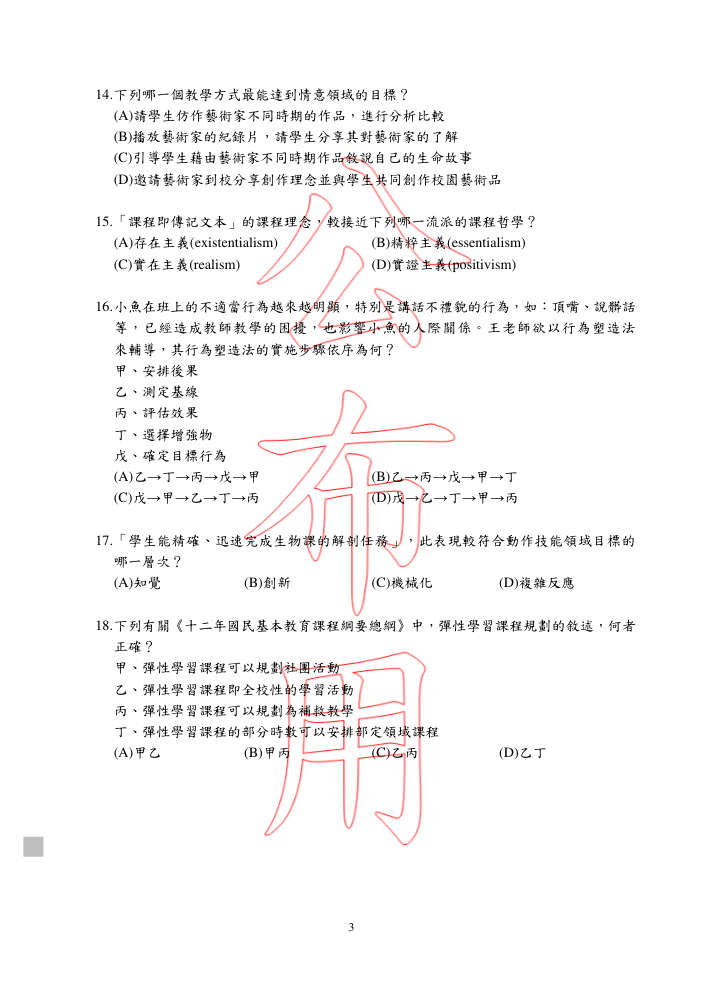 14.下列哪一個教學方式最能達到情意領域的目標？
(A)請學生仿作藝術家不同時期的作品，進行分析比較
(B)播放藝術家的紀錄片，請學生分享其對藝術家的了解
(C)引導學生藉由藝術家不同時期作品敘說自己的生命故事
(D)邀請藝術家到校分享創作理念並與學生共同創作校園藝術品
15.「課程即傳記文本」的課程理念，較接近下列哪一流派的課程哲學？
(A)存在主義(existentialism) (B)精粹主義(essentialism)
(C)實在主義(realism) (D)實證主義(positivism)
16.小魚在班上的不適當行為越來越明顯，特別是講話不禮貌的行為，如：頂嘴、說髒話
等，已經造成教師教學的困擾，也影響小魚的人際關係。王老師欲以行為塑造法
來輔導，其行為塑造法的實施步驟依序為何？
甲、安排後果
乙、測定基線
丙、評估效果
丁、選擇增強物
戊、確定目標行為
(A)乙→丁→丙→戊→甲 (B)乙→丙→戊→甲→丁
(C)戊→甲→乙→丁→丙 (D)戊→乙→丁→甲→丙
17.「學生能精確、迅速完成生物課的解剖任務」，此表現較符合動作技能領域目標的
哪一層次？
(A)知覺 (B)創新 (C)機械化 (D)複雜反應
18.下列有關《十二年國民基本教育課程綱要總綱》中，彈性學習課程規劃的敘述，何者
正確？
甲、彈性學習課程可以規劃社團活動
乙、彈性學習課程即全校性的學習活動
丙、彈性學習課程可以規劃為補救教學
丁、彈性學習課程的部分時數可以安排部定領域課程
(A)甲乙 (B)甲丙 (C)乙丙 (D)乙丁
公布用
3